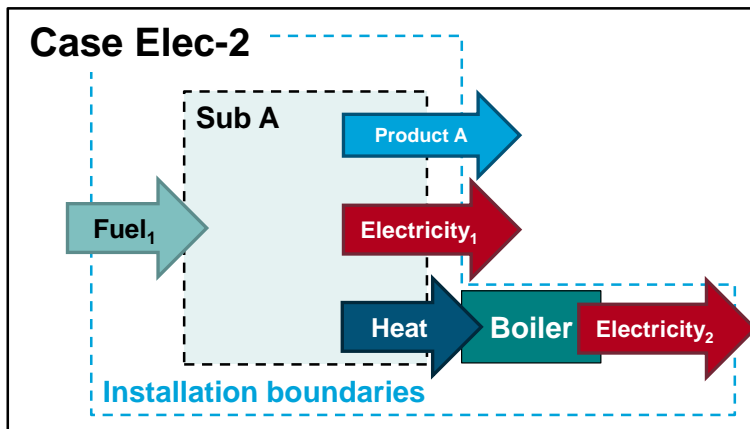 Case Elec-2
Sub A
Product A
Fuel₁
Electricity₁
Heat
Boiler
Electricity₂
Installation boundaries